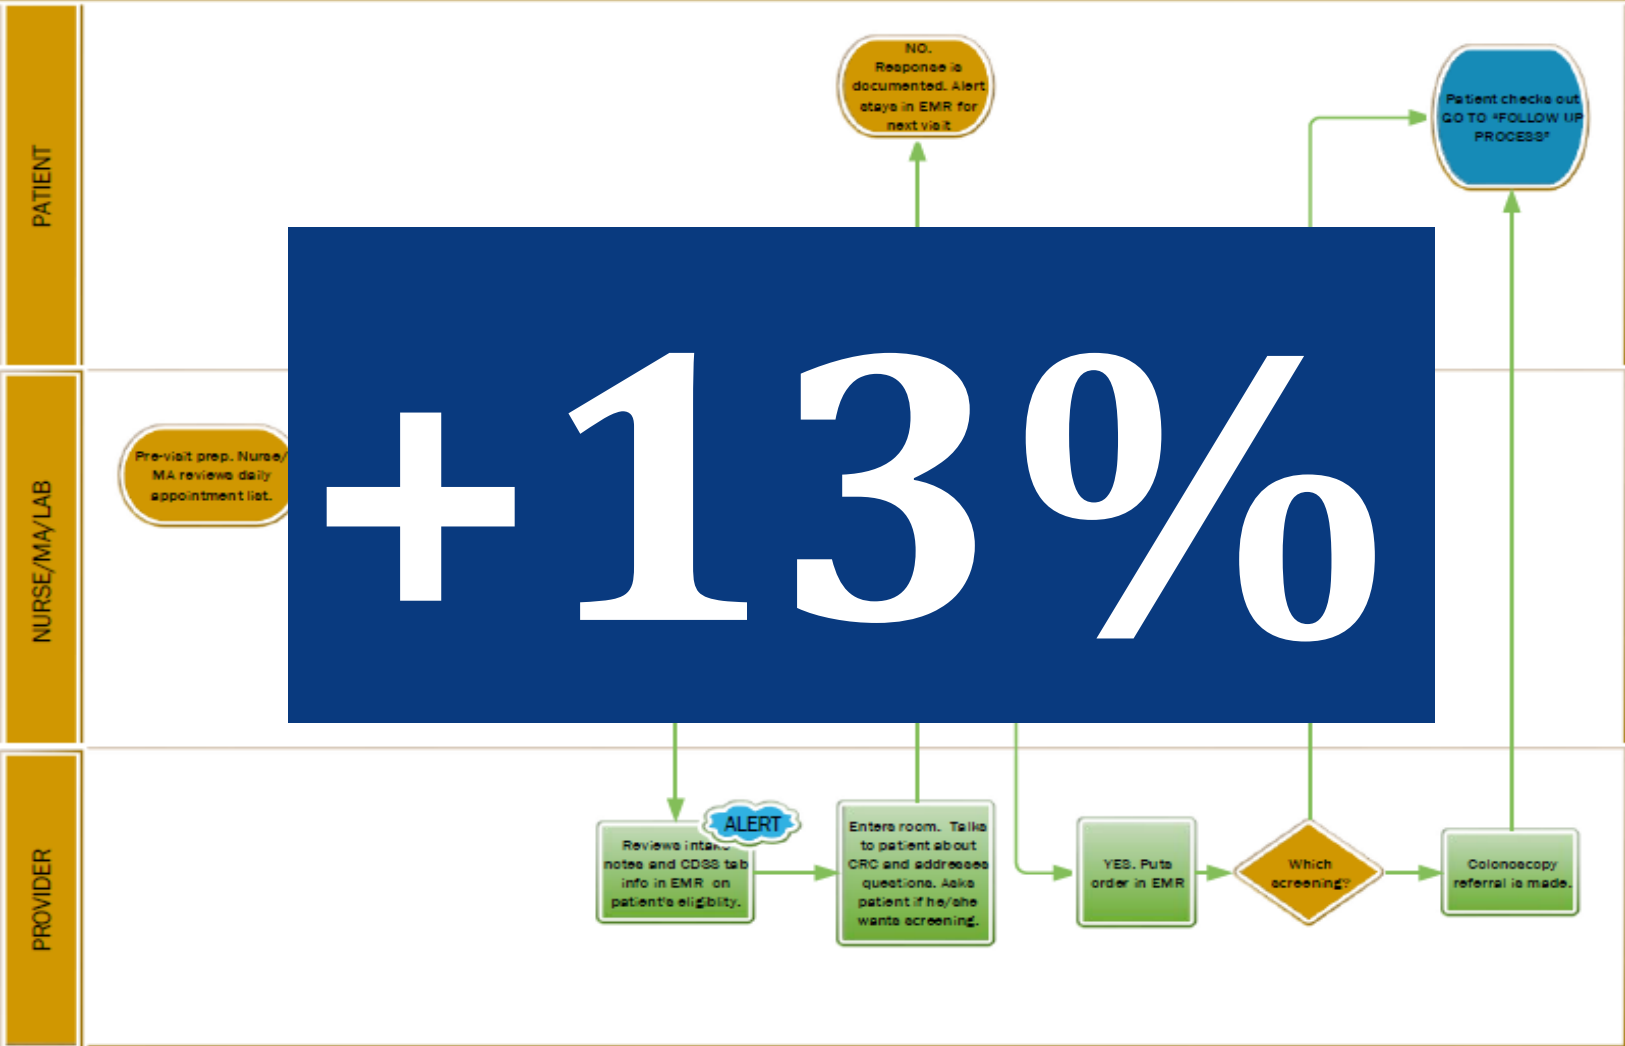 PATIENT
NO.
Response is
documented. Alert
stays in EMR for
next visit
Patient checks out
GO TO "FOLLOW UP
PROCESS"
NURSE/MA/LAB
Pre-visit prep. Nurse/
MA reviews daily
appointment list.
+13%
PROVIDER
ALERT
Reviews intake
notes and CDSS tab
info in EMR on
patient's eligiblity.
Enters room. Talks
to patient about
CRC and addresses
questions. Asks
patient if he/she
wants screening.
YES. Puts
order in EMR
Which
screening?
Colonoscopy
referral is made.